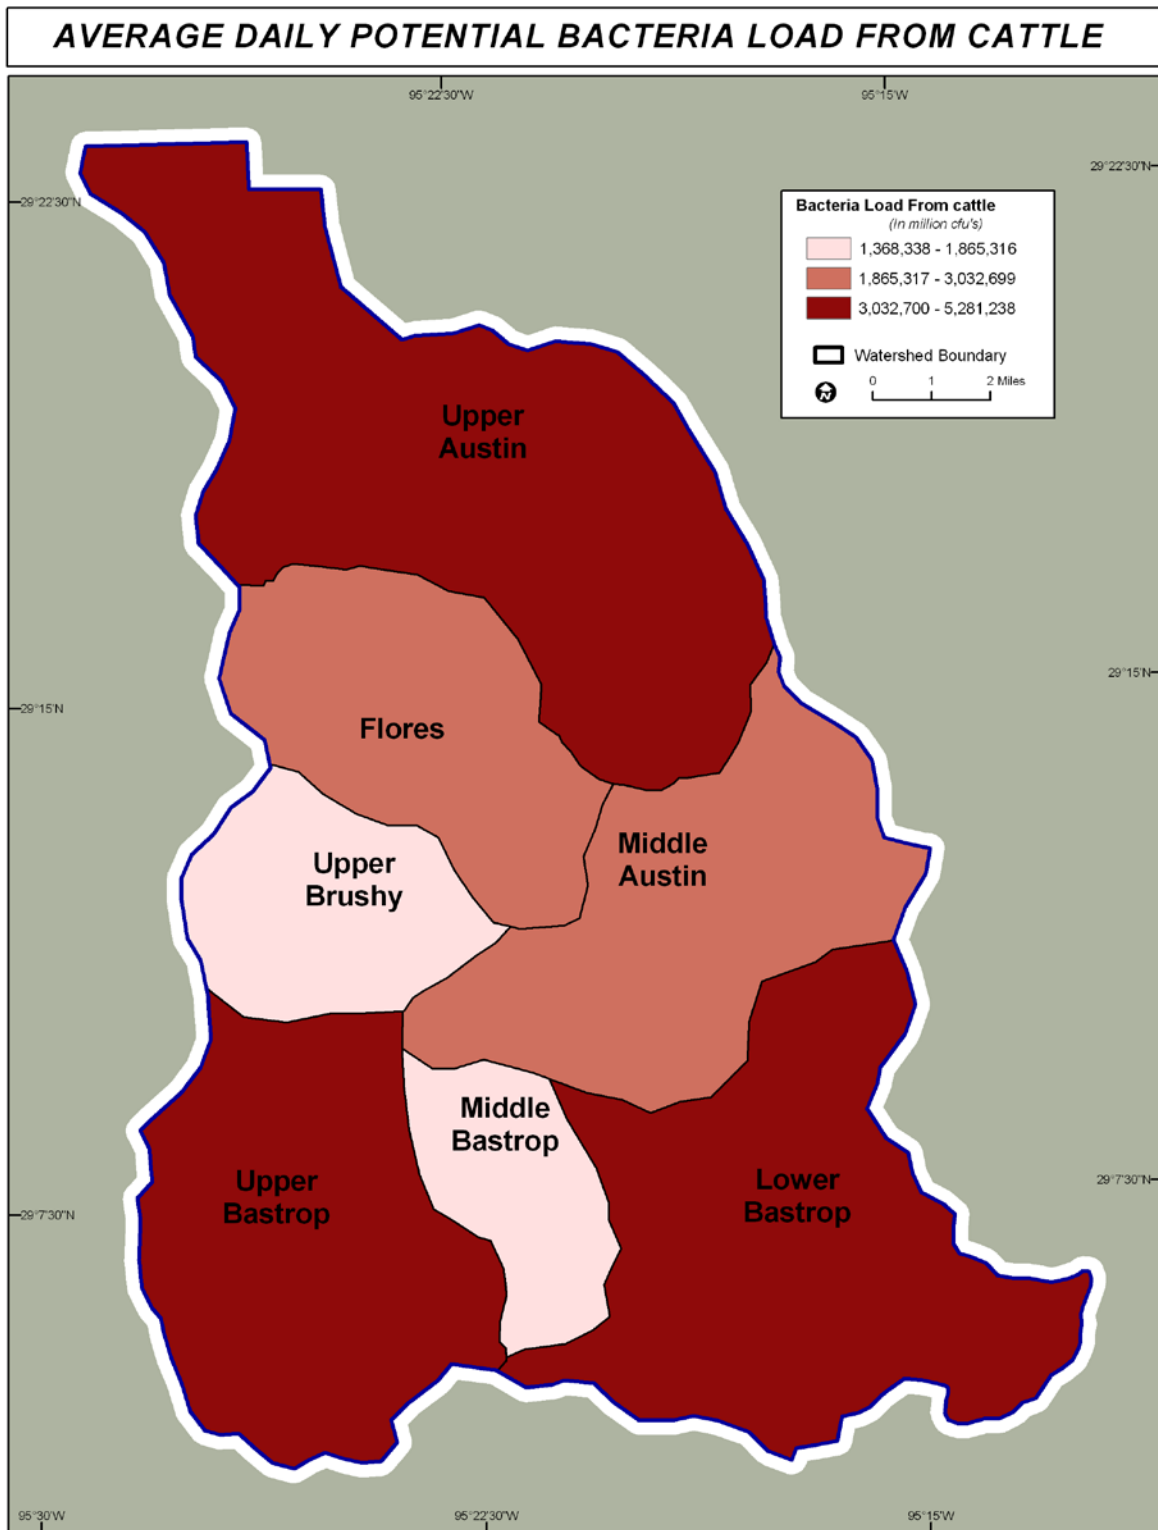 AVERAGE DAILY POTENTIAL BACTERIA LOAD FROM CATTLE
95°22'30"W
95°15'W
29°22'30"N
29°22'30"N
Bacteria Load From cattle
(In million cfu's)
1,368,338 - 1,865,316
1,865,317 - 3,032,699
3,032,700 - 5,281,238
Watershed Boundary
N
0 1 2 Miles
Upper
Austin
29°15'N
29°15'N
Flores
Middle
Austin
Upper
Brushy
Middle
Bastrop
Upper
Bastrop
Lower
Bastrop
29°7'30"N
29°7'30"N
95°30'W
95°22'30"W
95°15'W